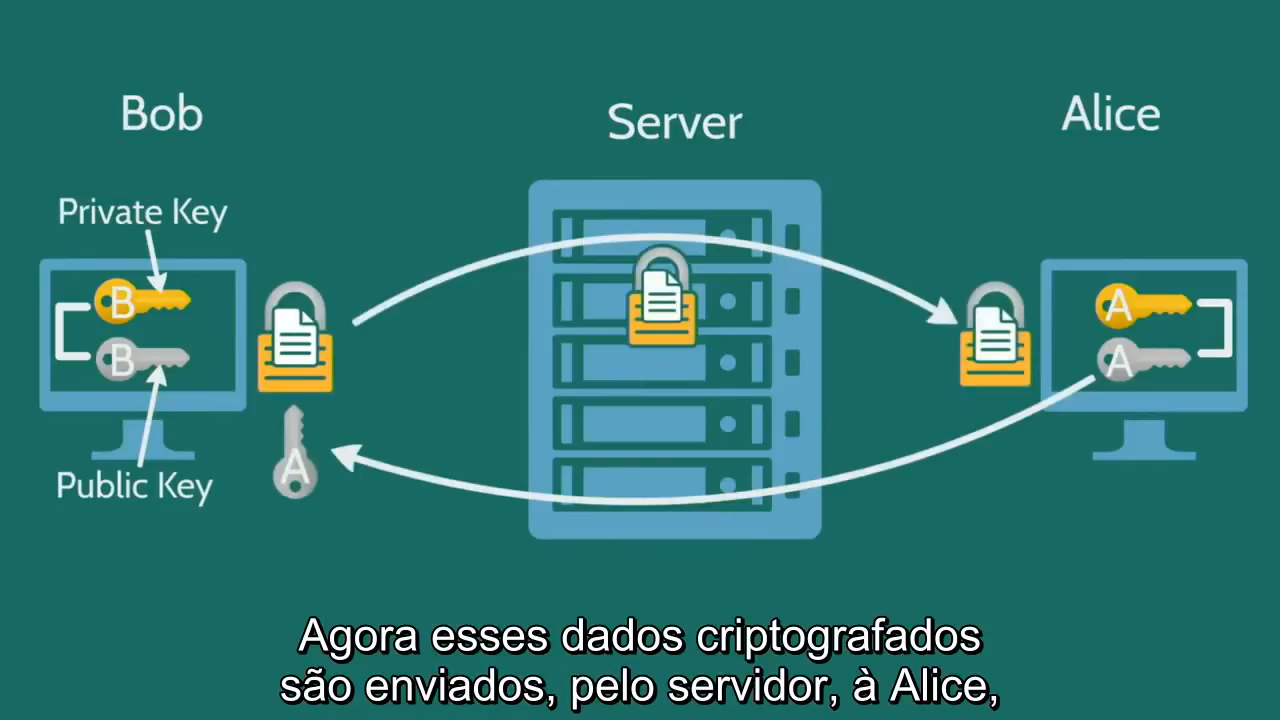 Bob
Server
Alice
Private Key
B
A
B
A
A
Public Key
Agora esses dados criptografados
são enviados, pelo servidor, à Alice,